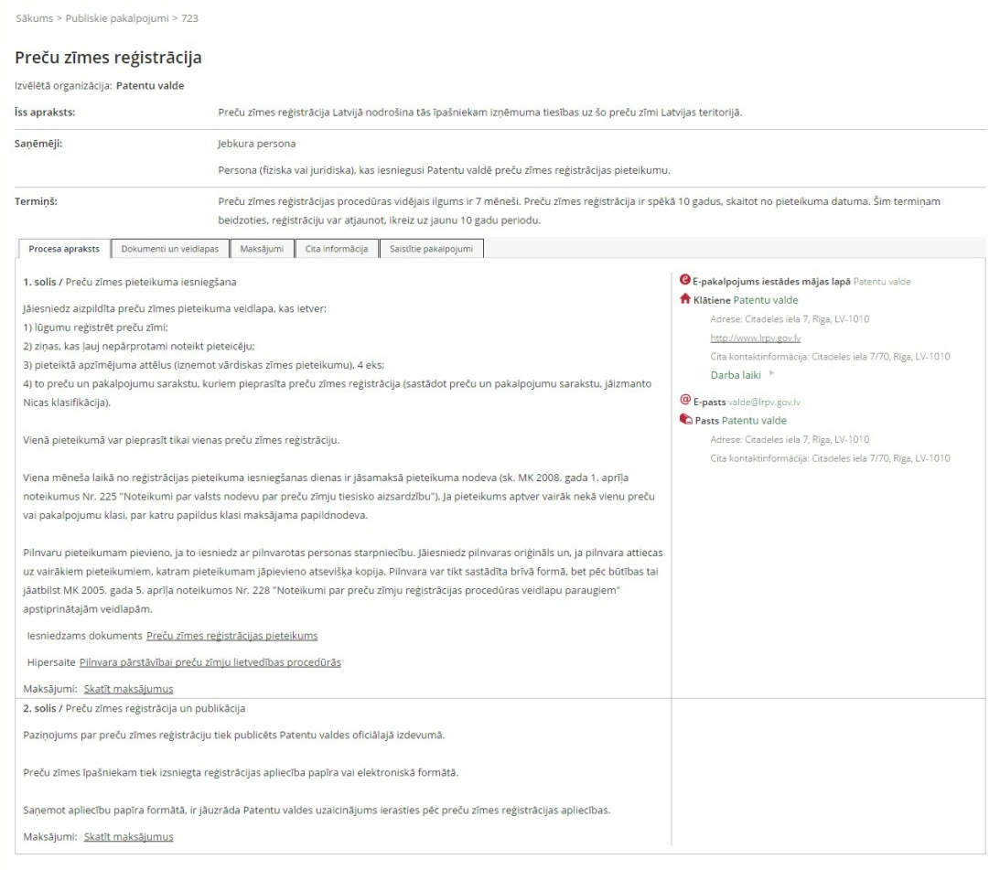 Sākums > Publiskie pakalpojumi > 723
Preču zīmes reģistrācija
Izvēlētā organizācija: Patentu valde
Īss apraksts: Preču zīmes reģistrācija Latvijā nodrošina tās īpašniekam izņēmuma tiesības uz šo preču zīmi Latvijas teritorijā.
Saņēmēji: Jebkura persona
Persona (fiziska vai juridiska), kas iesniegusi Patentu valdē preču zīmes reģistrācijas pieteikumu.
Termiņš: Preču zīmes reģistrācijas procedūras vidējais ilgums ir 7 mēneši. Preču zīmes reģistrācija ir spēkā 10 gadus, skaitot no pieteikuma datuma. Šim termiņam
beidzoties, reģistrāciju var atjaunot, ikreiz uz jaunu 10 gadu periodu.
Procesa apraksts Dokumenti un veidlapas Maksājumi Cita informācija Saistītie pakalpojumi
1. solis / Preču zīmes pieteikuma iesniegšana
Jāiesniedz aizpildīta preču zīmes pieteikuma veidlapa, kas ietver:
1) lūgumu reģistrēt preču zīmi;
2) ziņas, kas ļauj nepārprotami noteikt pieteicēju;
3) pieteiktā apzīmējuma attēlus (izņemot vārdiskas zīmes pieteikumu), 4 eks;
4) to preču un pakalpojumu sarakstu, kuriem pieprasīta preču zīmes reģistrācija (sastādot preču un pakalpojumu sarakstu, jāizmanto
Nicas klasifikācija).
Vienā pieteikumā var pieprasīt tikai vienas preču zīmes reģistrāciju.
Viena mēneša laikā no reģistrācijas pieteikuma iesniegšanas dienas ir jāsamaksā pieteikuma nodeva (sk. MK 2008. gada 1. aprīļa
noteikumus Nr. 225 "Noteikumi par valsts nodevu par preču zīmju tiesisko aizsardzību"). Ja pieteikums aptver vairāk nekā vienu preču
vai pakalpojumu klasi, par katru papildus klasi maksājama papildnodeva.
Pilnvaru pieteikumam pievieno, ja to iesniedz ar pilnvarotas personas starpniecību. Jāiesniedz pilnvaras oriģināls un, ja pilnvara attiecas
uz vairākiem pieteikumiem, katram pieteikumam jāpievieno atsevišķa kopija. Pilnvara var tikt sastādīta brīvā formā, bet pēc būtības tai
jāatbilst MK 2005. gada 5. aprīļa noteikumos Nr. 228 "Noteikumi par preču zīmju reģistrācijas procedūras veidlapu paraugiem"
apstiprinātajām veidlapām.
Iesniedzams dokuments Preču zīmes reģistrācijas pieteikums
Hipersaite Pilnvara pārstāvībai preču zīmju lietvedības procedūrās
Maksājumi: Skatīt maksājumus
E-pakalpojums iestādes mājas lapā Patentu valde
Klātiene Patentu valde
Adrese: Citadeles iela 7, Rīga, LV-1010
http://www.lrpv.gov.lv
Cita kontaktinformācija: Citadeles iela 7/70, Rīga, LV-1010
Darba laiki
E-pasts valde@lrpv.gov.lv
Pasts Patentu valde
Adrese: Citadeles iela 7, Rīga, LV-1010
Cita kontaktinformācija: Citadeles iela 7/70, Rīga, LV-1010
2. solis / Preču zīmes reģistrācija un publikācija
Paziņojums par preču zīmes reģistrāciju tiek publicēts Patentu valdes oficiālajā izdevumā.
Preču zīmes īpašniekam tiek izsniegta reģistrācijas apliecība papīra vai elektroniskā formātā.
Saņemot apliecību papīra formātā, ir jāuzrāda Patentu valdes uzaicinājums ierasties pēc preču zīmes reģistrācijas apliecības.
Maksājumi: Skatīt maksājumus